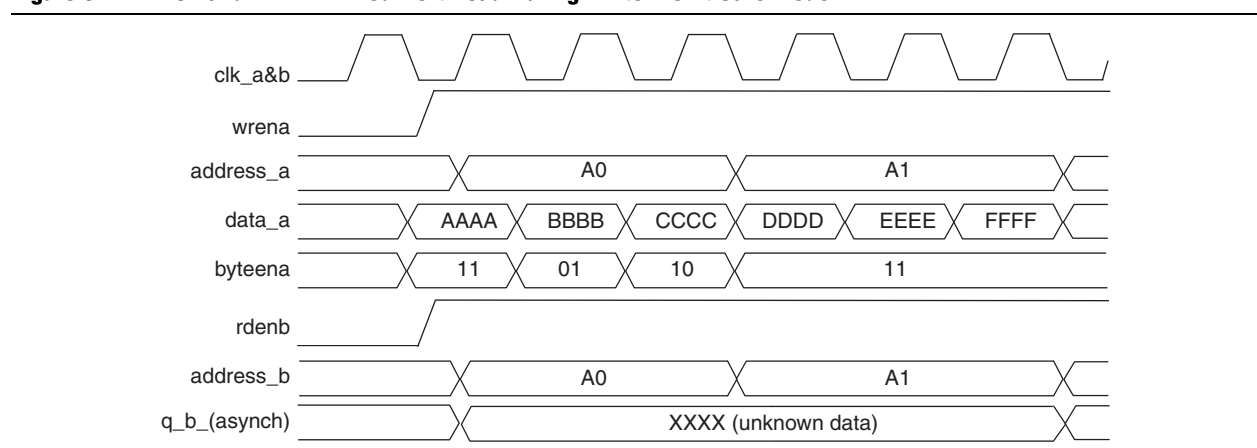 clk_a&b
wrena
address_a A0 A1
data_a AAAA BBBB CCCC DDDD EEEE FFFF
byteena 11 01 10 11
rdenb
address_b A0 A1
q_b_(asynch) XXXX (unknown data)